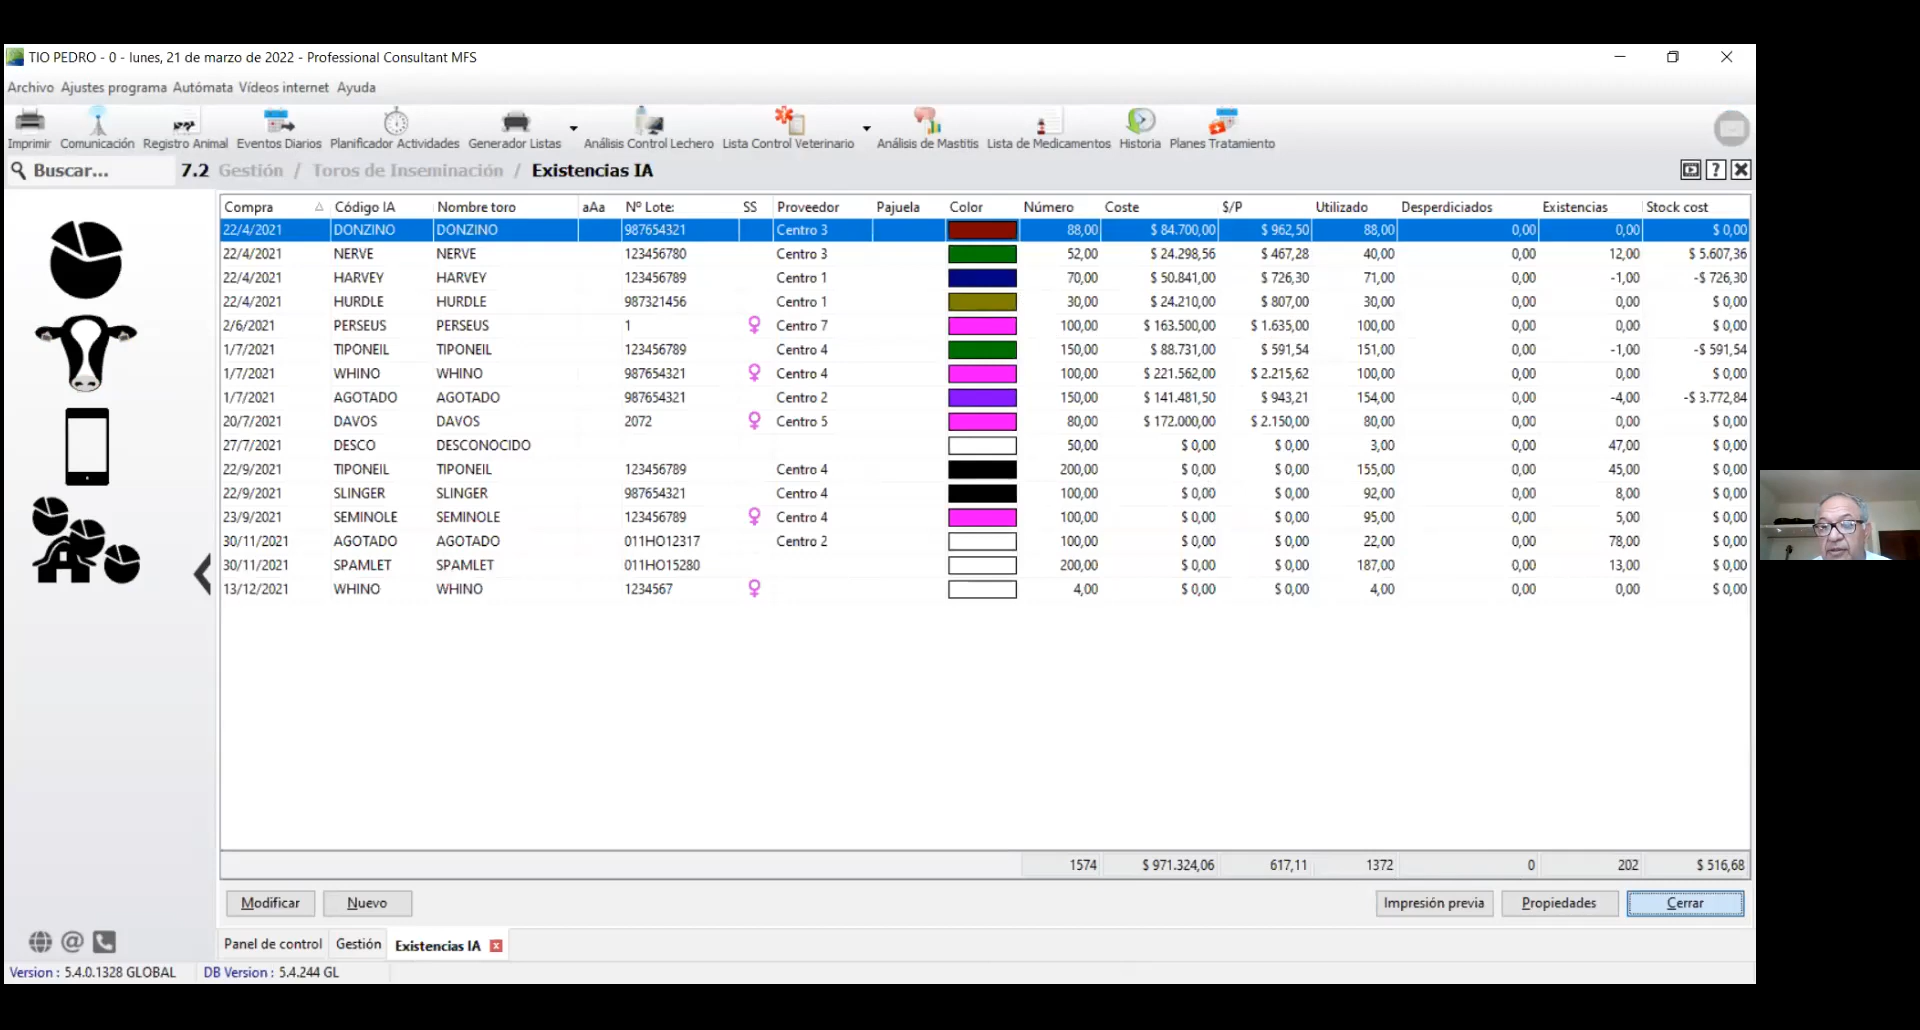 TIO PEDRO - 0 - lunes, 21 de marzo de 2022 - Professional Consultant MFS
Archivo Ajustes programa Autómata Vídeos internet Ayuda
Imprimir Comunicación Registro Animal Eventos Diarios Planificador Actividades Generador Listas Análisis Control Lechero Lista Control Veterinario Análisis de Mastitis Lista de Medicamentos Historia Planes Tratamiento
Buscar... 7.2 Gestión / Toros de Inseminación / Existencias IA
Compra Código IA Nombre toro aAa Nº Lote: SS Proveedor Pajuela Color Número Coste $/P Utilizado Desperdiciados Existencias Stock cost
22/4/2021 DONZINO DONZINO 987654321 Centro 3 88,00 $ 84.700,00 $ 962,50 88,00 0,00 0,00 $ 0,00
22/4/2021 NERVE NERVE 123456780 Centro 3 52,00 $ 24.298,56 $ 467,28 40,00 0,00 12,00 $ 5.607,36
22/4/2021 HARVEY HARVEY 123456789 Centro 1 70,00 $ 50.841,00 $ 726,30 71,00 0,00 -1,00 -$ 726,30
22/4/2021 HURDLE HURDLE 987321456 Centro 1 30,00 $ 24.210,00 $ 807,00 30,00 0,00 0,00 $ 0,00
2/6/2021 PERSEUS PERSEUS 1 ♀ Centro 7 100,00 $ 163.500,00 $ 1.635,00 100,00 0,00 0,00 $ 0,00
1/7/2021 TIPONEIL TIPONEIL 123456789 Centro 4 150,00 $ 88.731,00 $ 591,54 151,00 0,00 -1,00 -$ 591,54
1/7/2021 WHINO WHINO 987654321 ♀ Centro 4 100,00 $ 221.562,00 $ 2.215,62 100,00 0,00 0,00 $ 0,00
1/7/2021 AGOTADO AGOTADO 987654321 Centro 2 150,00 $ 141.481,50 $ 943,21 154,00 0,00 -4,00 -$ 3.772,84
20/7/2021 DAVOS DAVOS 2072 ♀ Centro 5 80,00 $ 172.000,00 $ 2.150,00 80,00 0,00 0,00 $ 0,00
27/7/2021 DESCO DESCONOCIDO 50,00 $ 0,00 $ 0,00 3,00 0,00 47,00 $ 0,00
22/9/2021 TIPONEIL TIPONEIL 123456789 Centro 4 200,00 $ 0,00 $ 0,00 155,00 0,00 45,00 $ 0,00
22/9/2021 SLINGER SLINGER 987654321 Centro 4 100,00 $ 0,00 $ 0,00 92,00 0,00 8,00 $ 0,00
23/9/2021 SEMINOLE SEMINOLE 123456789 ♀ Centro 4 100,00 $ 0,00 $ 0,00 95,00 0,00 5,00 $ 0,00
30/11/2021 AGOTADO AGOTADO 011HO12317 Centro 2 100,00 $ 0,00 $ 0,00 22,00 0,00 78,00 $ 0,00
30/11/2021 SPAMLET SPAMLET 011HO15280 200,00 $ 0,00 $ 0,00 187,00 0,00 13,00 $ 0,00
13/12/2021 WHINO WHINO 1234567 ♀ 4,00 $ 0,00 $ 0,00 4,00 0,00 0,00 $ 0,00
1574 $ 971.324,06 617,11 1372 0 202 $ 516,68
Modificar Nuevo Impresión previa Propiedades Cerrar
Panel de control Gestión Existencias IA
Version : 5.4.0.1328 GLOBAL DB Version : 5.4.244 GL